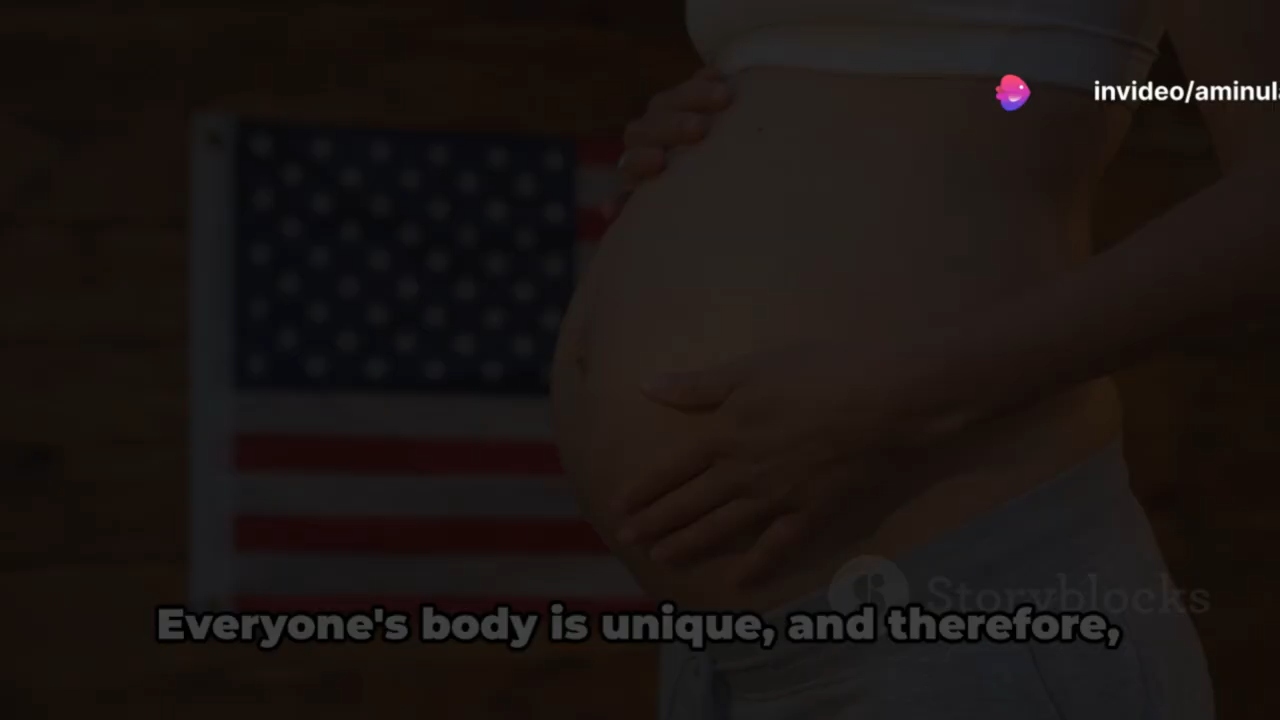 invideo/aminul
Storyblocks
Everyone's body is unique, and therefore,